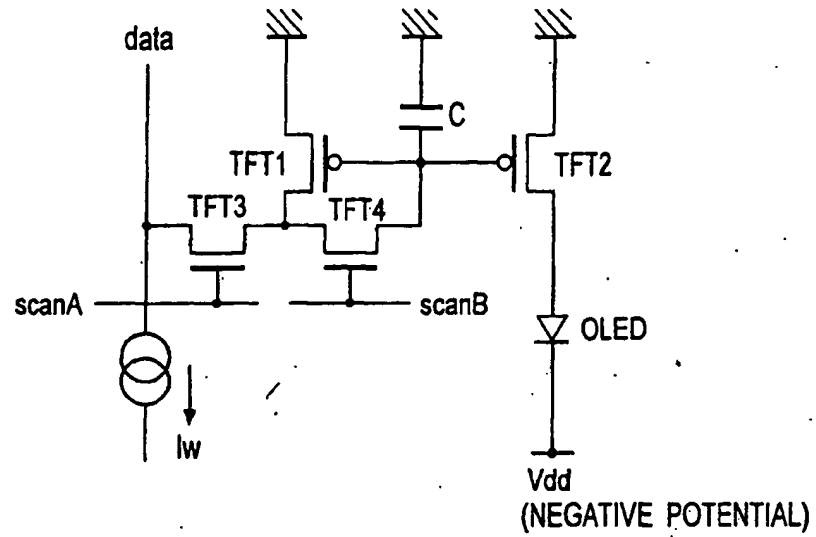 data
C
TFT1
TFT2
TFT3
TFT4
scanA
scanB
OLED
Iw
Vdd
(NEGATIVE POTENTIAL)